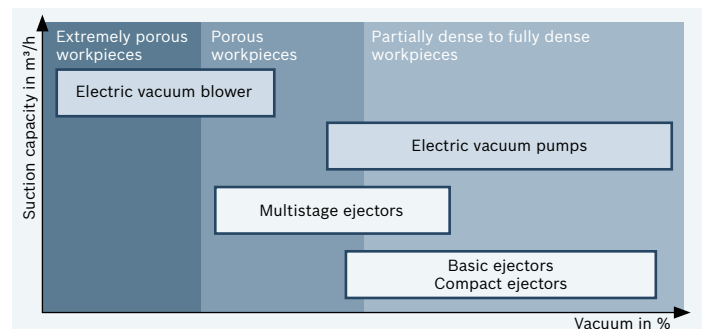 Suction capacity in m³/h
Extremely porous
workpieces
Porous
workpieces
Partially dense to fully dense
workpieces
Electric vacuum blower
Electric vacuum pumps
Multistage ejectors
Basic ejectors
Compact ejectors
Vacuum in %